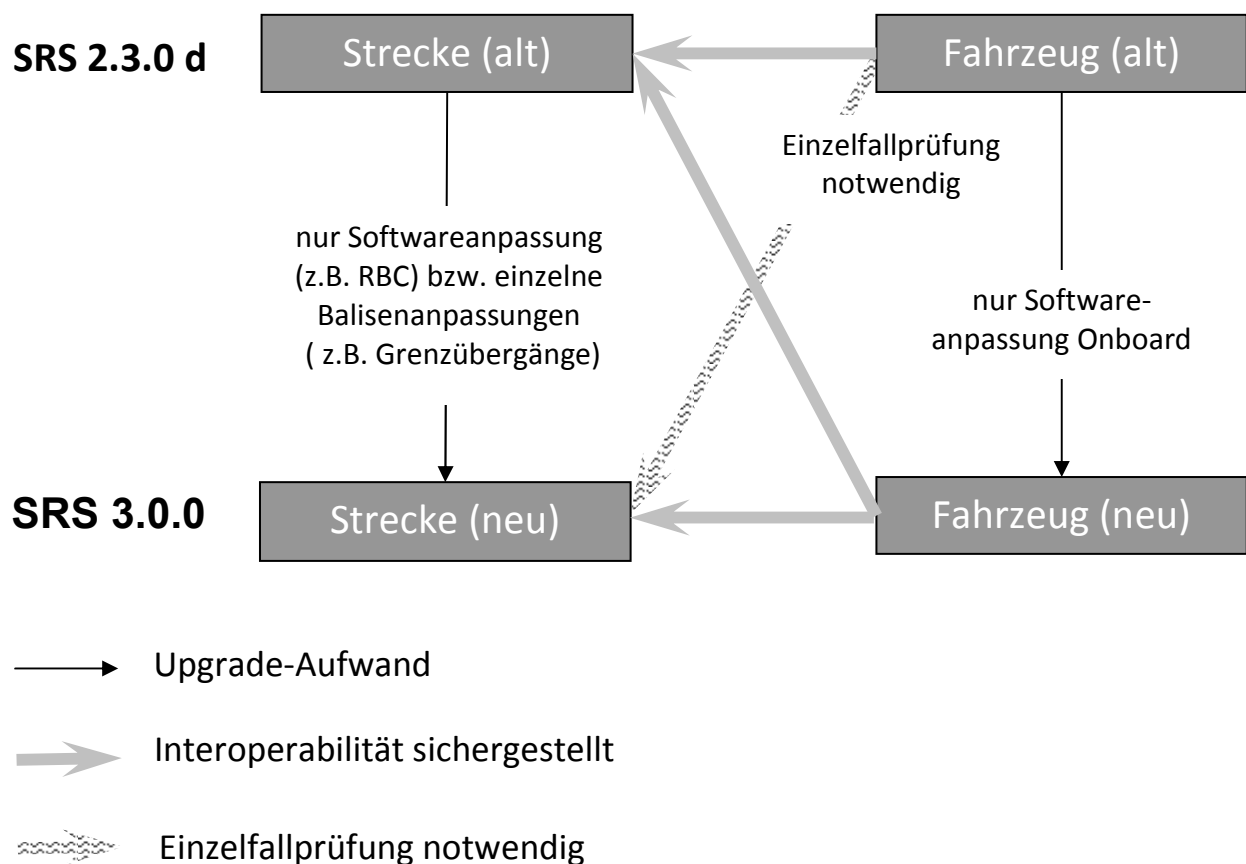 SRS 2.3.0 d
Strecke (alt)
Fahrzeug (alt)
Einzelfallprüfung
notwendig
nur Softwareanpassung
(z.B. RBC) bzw. einzelne
Balisenanpassungen
( z.B. Grenzübergänge)
nur Software-
anpassung Onboard
SRS 3.0.0
Strecke (neu)
Fahrzeug (neu)
Upgrade-Aufwand
Interoperabilität sichergestellt
Einzelfallprüfung notwendig